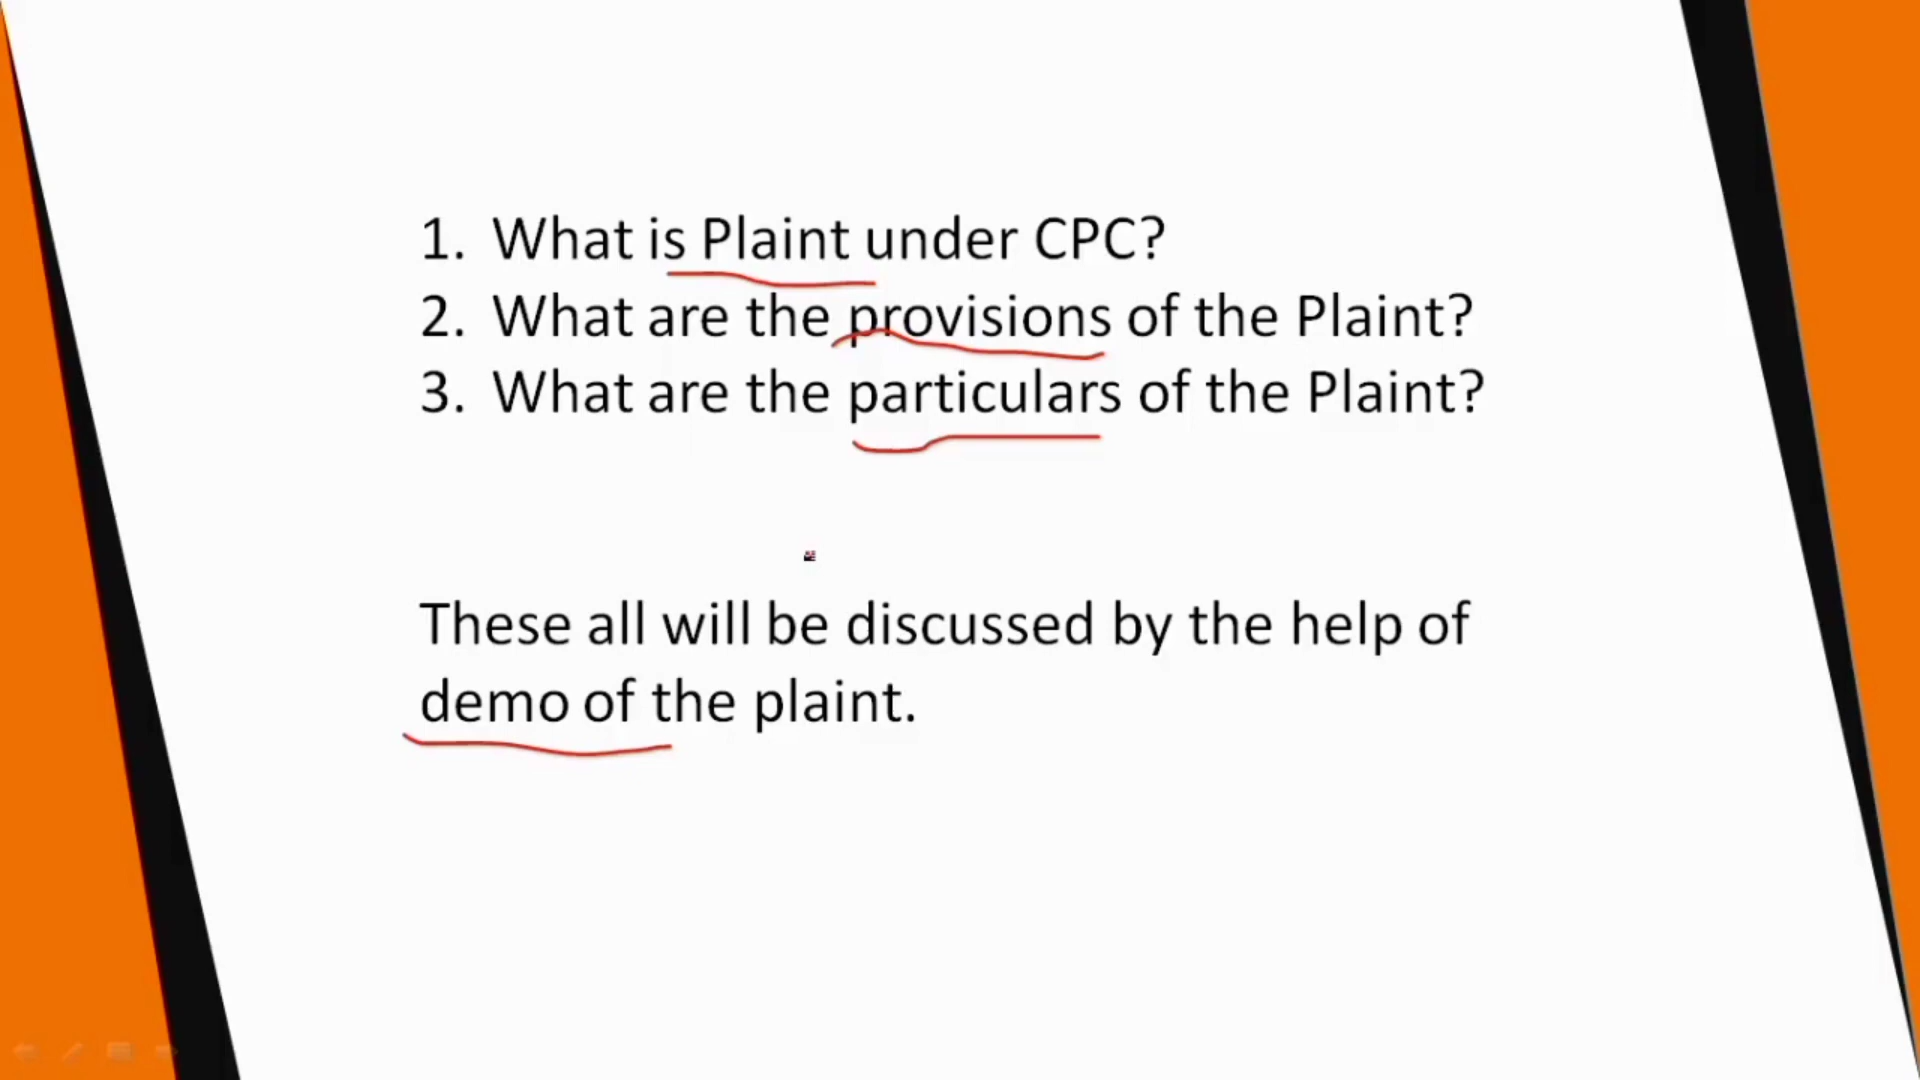 1. What is Plaint under CPC?
2. What are the provisions of the Plaint?
3. What are the particulars of the Plaint?
These all will be discussed by the help of
demo of the plaint.